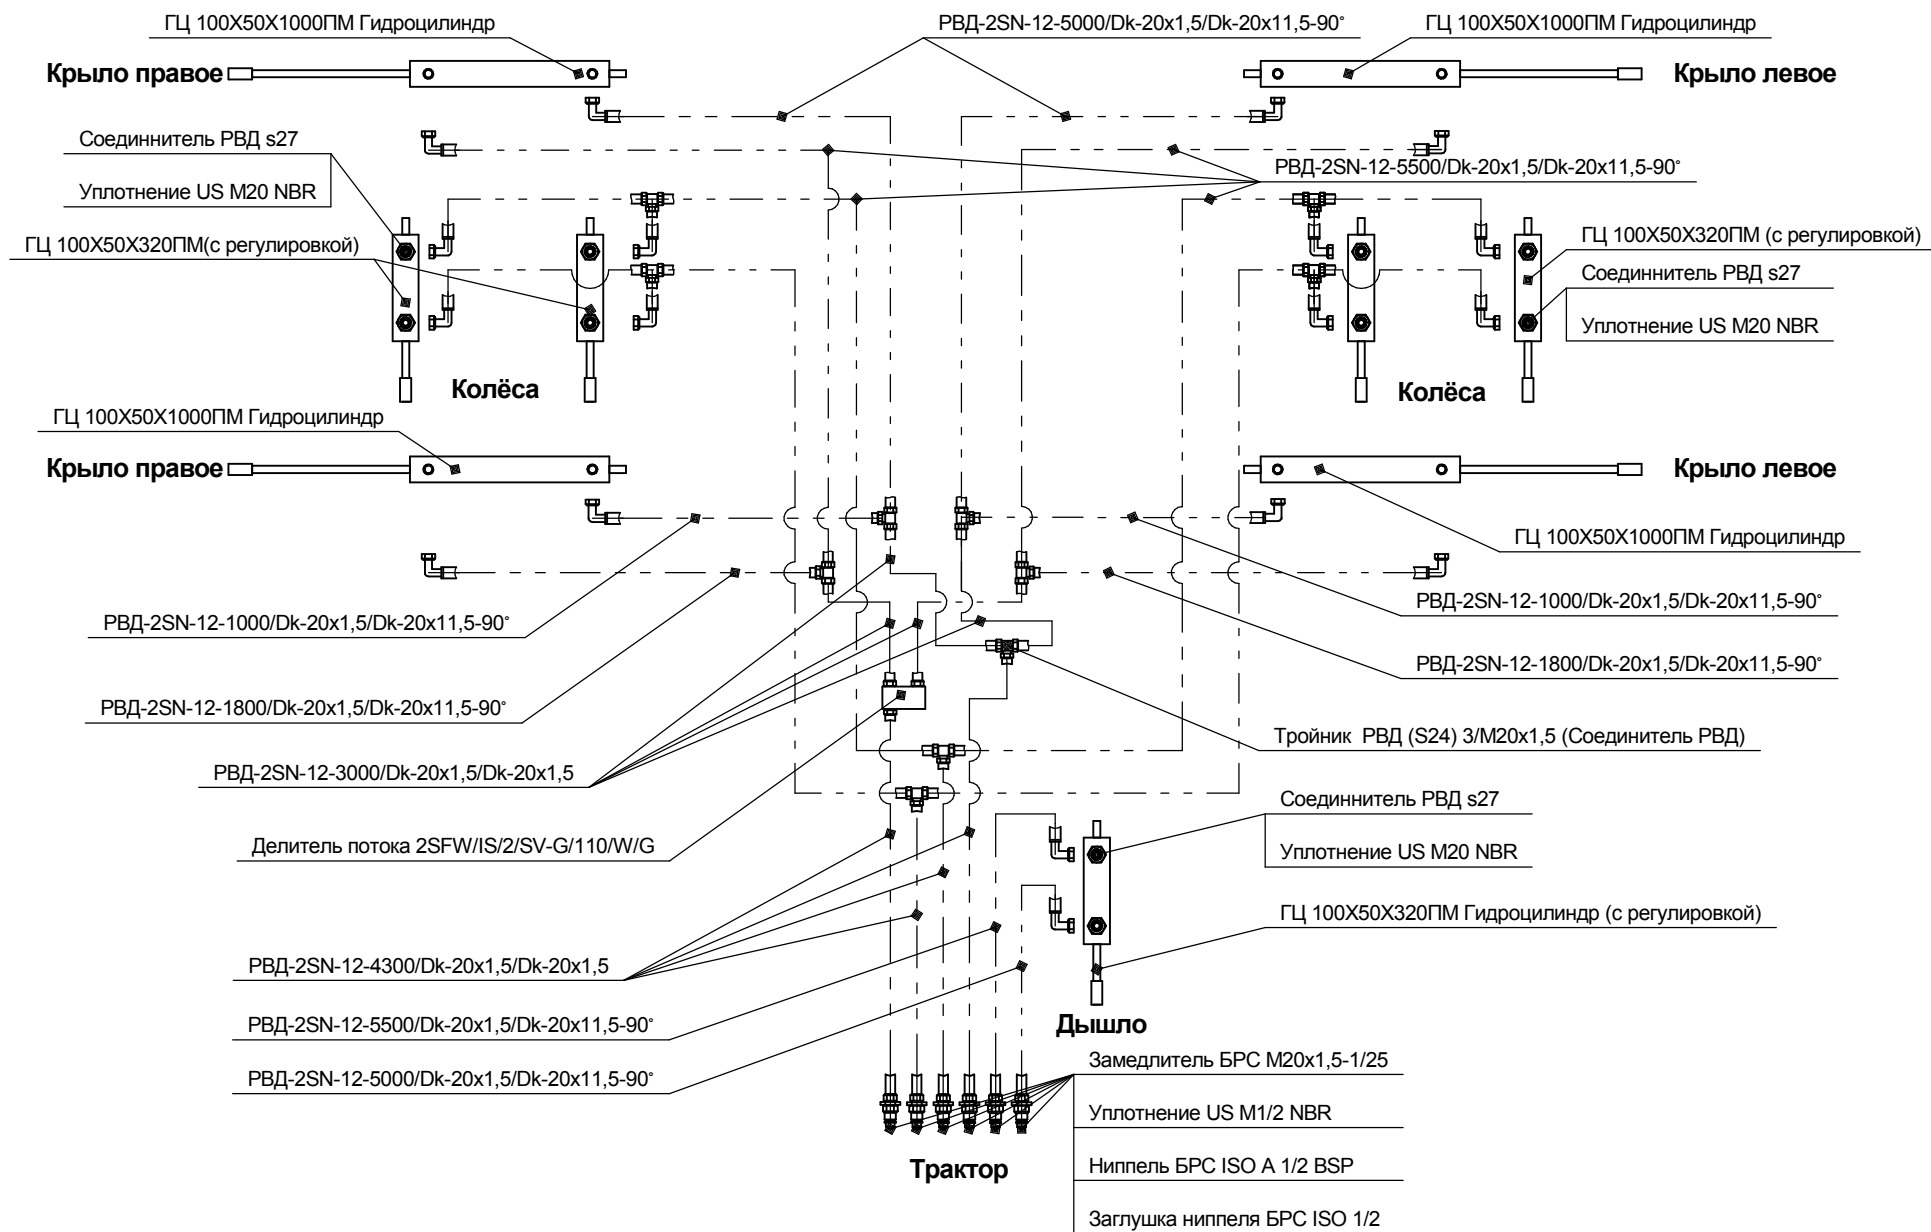 ГЦ 100Х50Х1000ПМ Гидроцилиндр
РВД-2SN-12-5000/Dk-20x1,5/Dk-20x11,5-90°
ГЦ 100Х50Х1000ПМ Гидроцилиндр
Крыло правое
Крыло левое
Соединнитель РВД s27
Уплотнение US M20 NBR
РВД-2SN-12-5500/Dk-20x1,5/Dk-20x11,5-90°
ГЦ 100Х50Х320ПМ(с регулировкой)
ГЦ 100Х50Х320ПМ (с регулировкой)
Соединнитель РВД s27
Уплотнение US M20 NBR
Колёса
Колёса
ГЦ 100Х50Х1000ПМ Гидроцилиндр
Крыло правое
Крыло левое
ГЦ 100Х50Х1000ПМ Гидроцилиндр
РВД-2SN-12-1000/Dk-20x1,5/Dk-20x11,5-90°
РВД-2SN-12-1000/Dk-20x1,5/Dk-20x11,5-90°
РВД-2SN-12-1800/Dk-20x1,5/Dk-20x11,5-90°
РВД-2SN-12-1800/Dk-20x1,5/Dk-20x11,5-90°
Тройник РВД (S24) 3/M20x1,5 (Соединитель РВД)
РВД-2SN-12-3000/Dk-20x1,5/Dk-20x1,5
Соединнитель РВД s27
Делитель потока 2SFW/IS/2/SV-G/110/W/G
Уплотнение US M20 NBR
ГЦ 100Х50Х320ПМ Гидроцилиндр (с регулировкой)
РВД-2SN-12-4300/Dk-20x1,5/Dk-20x1,5
РВД-2SN-12-5500/Dk-20x1,5/Dk-20x11,5-90°
Дышло
РВД-2SN-12-5000/Dk-20x1,5/Dk-20x11,5-90°
Замедлитель БРС М20х1,5-1/25
Уплотнение US M1/2 NBR
Трактор
Ниппель БРС ISO A 1/2 BSP
Заглушка ниппеля БРС ISO 1/2